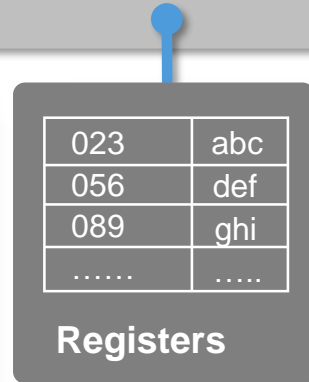 023 abc
056 def
089 ghi
…… …..
Registers